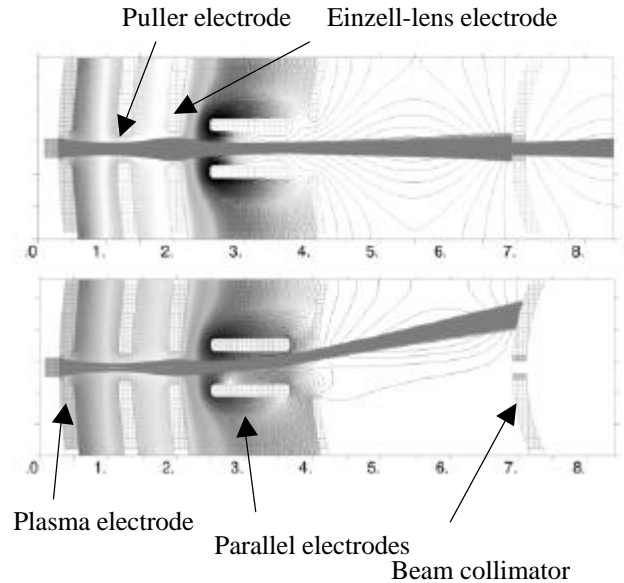 Puller electrode Einzell-lens electrode
.0 1. 2. 3. 4. 5. 6. 7. 8.
.0 1. 2. 3. 4. 5. 6. 7. 8.
Plasma electrode
Parallel electrodes
Beam collimator